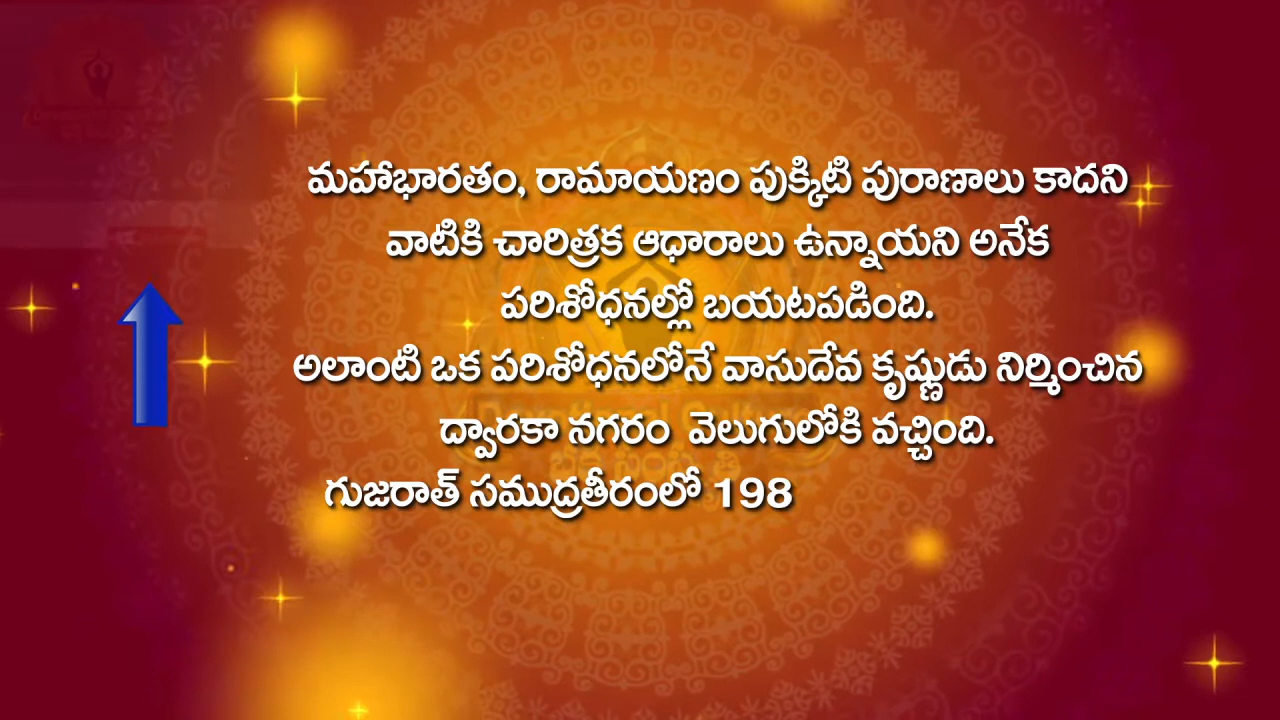 మహాభారతం, రామాయణం పుక్కిటి పురాణాలు కాదని
వాటికి చారిత్రక ఆధారాలు ఉన్నాయని అనేక
పరిశోధనల్లో బయటపడింది.
అలాంటి ఒక పరిశోధనలోనే వాసుదేవ కృష్ణుడు నిర్మించిన
ద్వారకా నగరం వెలుగులోకి వచ్చింది.
గుజరాత్ సముద్రతీరంలో 198